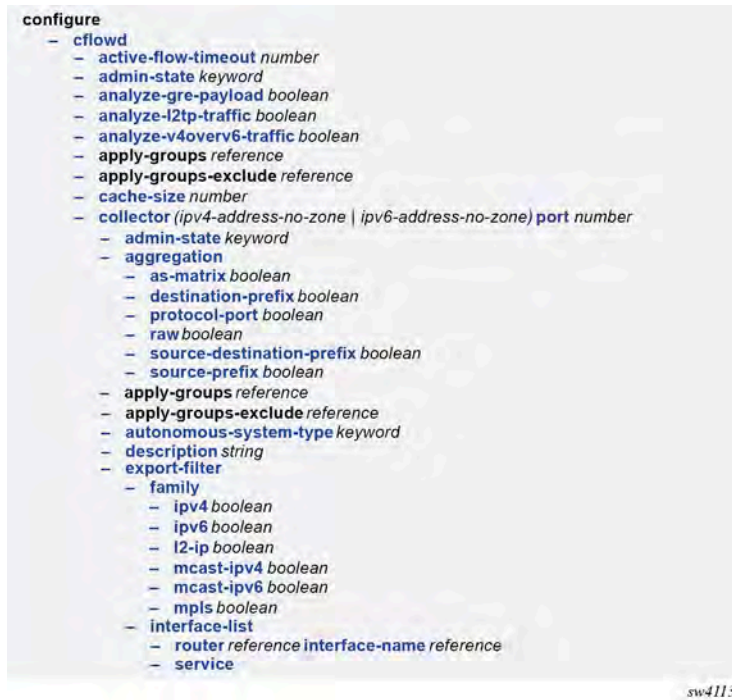 configure
– cflowd
– active-flow-timeout number
– admin-state keyword
– analyze-gre-payload boolean
– analyze-l2tp-traffic boolean
– analyze-v4overv6-traffic boolean
– apply-groups reference
– apply-groups-exclude reference
– cache-size number
– collector (ipv4-address-no-zone | ipv6-address-no-zone) port number
– admin-state keyword
– aggregation
– as-matrix boolean
– destination-prefix boolean
– protocol-port boolean
– raw boolean
– source-destination-prefix boolean
– source-prefix boolean
– apply-groups reference
– apply-groups-exclude reference
– autonomous-system-type keyword
– description string
– export-filter
– family
– ipv4 boolean
– ipv6 boolean
– l2-ip boolean
– mcast-ipv4 boolean
– mcast-ipv6 boolean
– mpls boolean
– interface-list
– router reference interface-name reference
– service